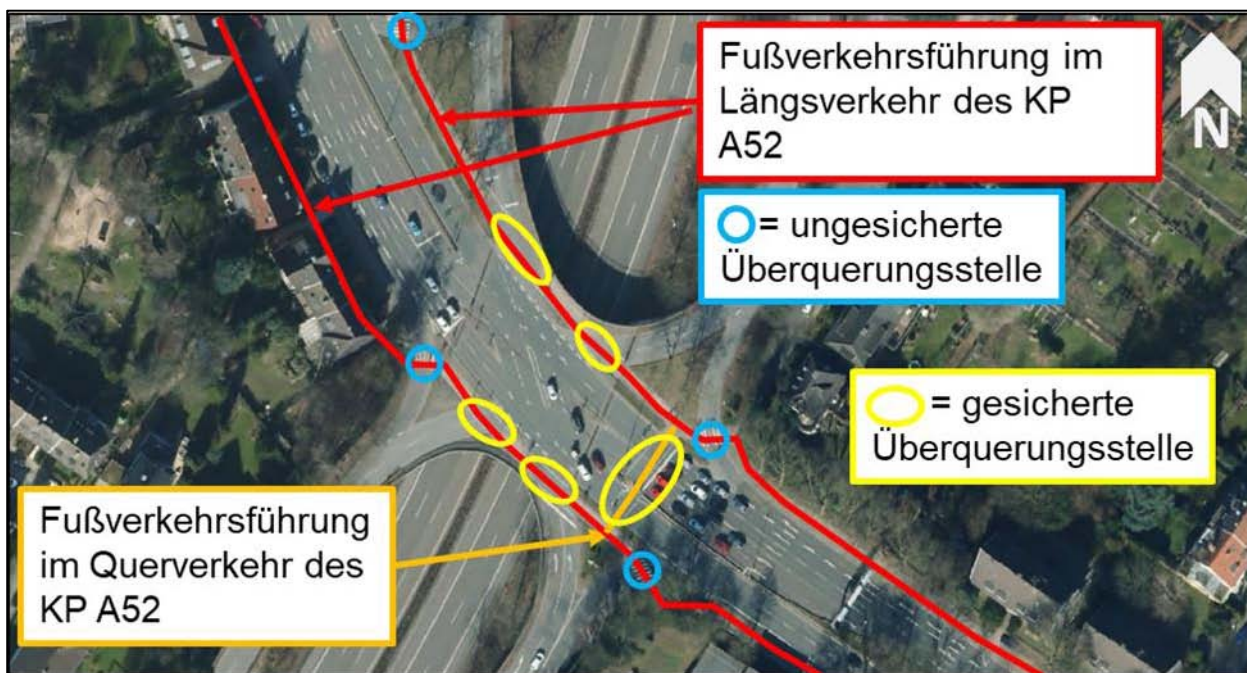 Fußverkehrsführung im
Längsverkehr des KP
A52
N
= ungesicherte
Überquerungsstelle
= gesicherte
Überquerungsstelle
Fußverkehrsführung
im Querverkehr des
KP A52